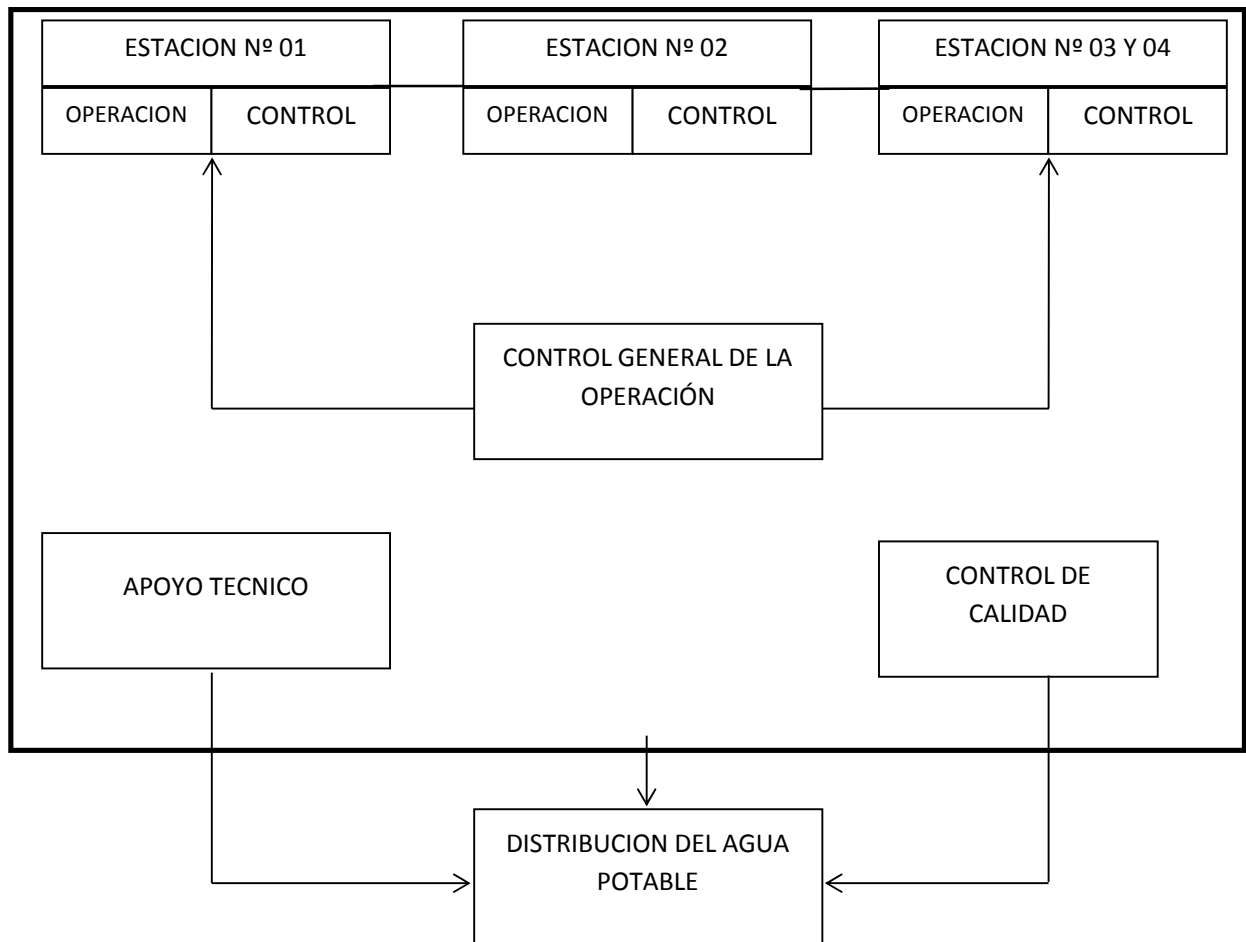 ESTACION Nº 01
ESTACION Nº 02
ESTACION Nº 03 Y 04
OPERACION
CONTROL
OPERACION
CONTROL
OPERACION
CONTROL
CONTROL GENERAL DE LA
OPERACIÓN
APOYO TECNICO
CONTROL DE
CALIDAD
DISTRIBUCION DEL AGUA
POTABLE